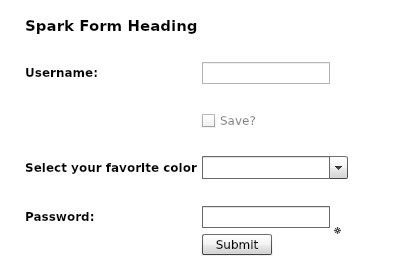 Spark Form Heading
Username:
Save?
Select your favorite color
Password:
*
Submit